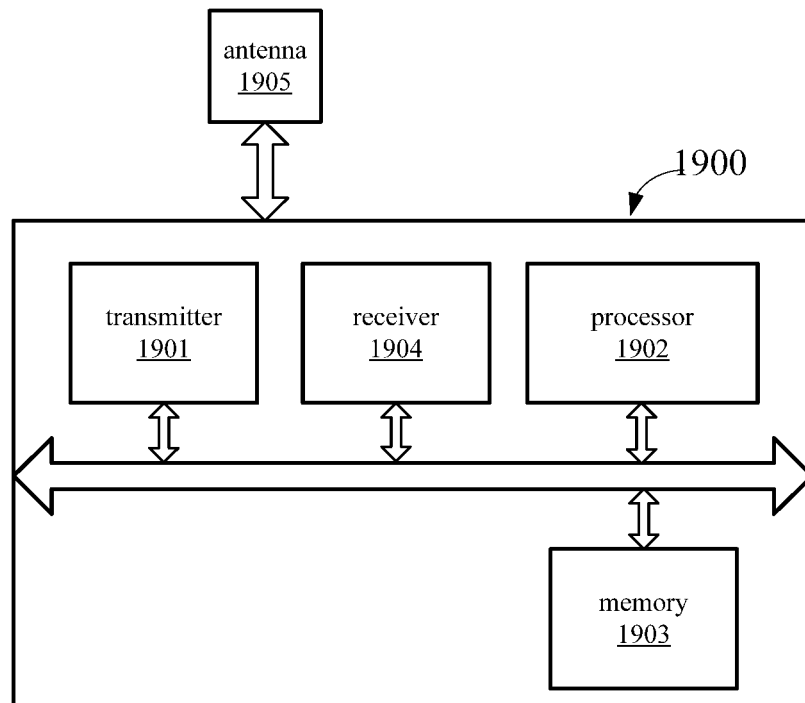 antenna
1905
1900
transmitter
1901
receiver
1904
processor
1902
memory
1903